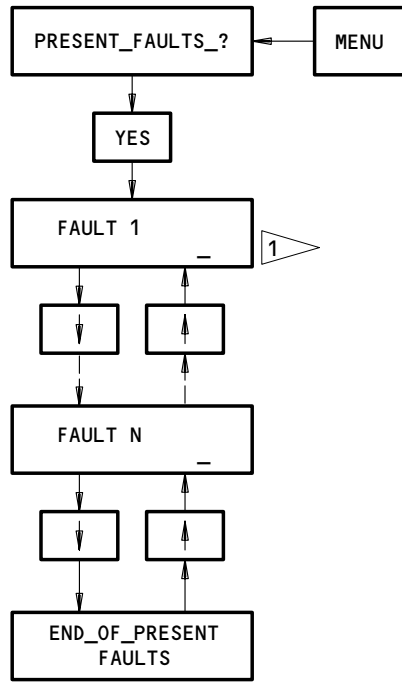 PRESENT_FAULTS_?
MENU
YES
FAULT 1
_
1
FAULT N
_
END_OF_PRESENT
FAULTS